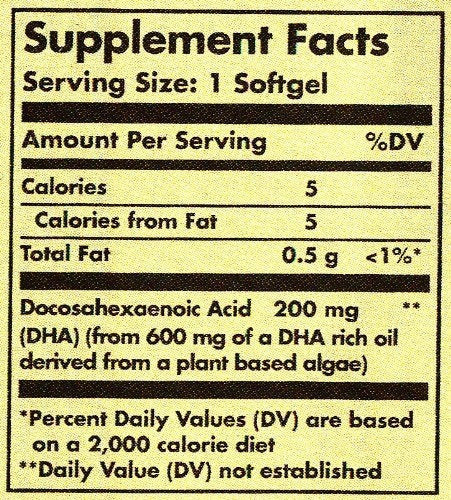 Supplement Facts
Serving Size: 1 Softgel
Amount Per Serving %DV
Calories 5
Calories from Fat 5
Total Fat 0.5 g <1%*
Docosahexaenoic Acid 200 mg **
(DHA) (from 600 mg of a DHA rich oil
derived from a plant based algae)
*Percent Daily Values (DV) are based
on a 2,000 calorie diet
**Daily Value (DV) not established